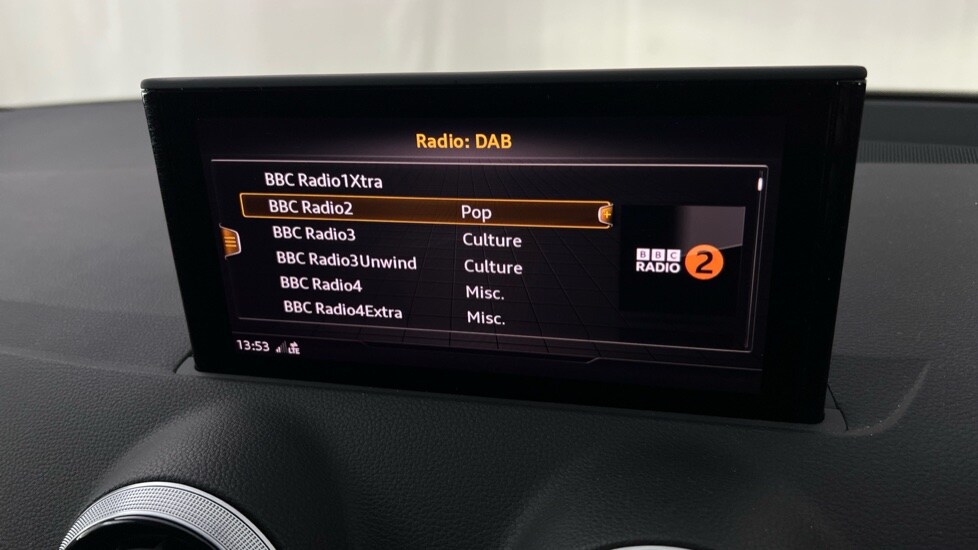 Radio: DAB
BBC Radio1Xtra
BBC Radio2 Pop
BBC Radio3 Culture
BBC Radio3Unwind Culture
BBC Radio4 Misc.
BBC Radio4Extra Misc.
BBC
RADIO 2
13:53 LTE